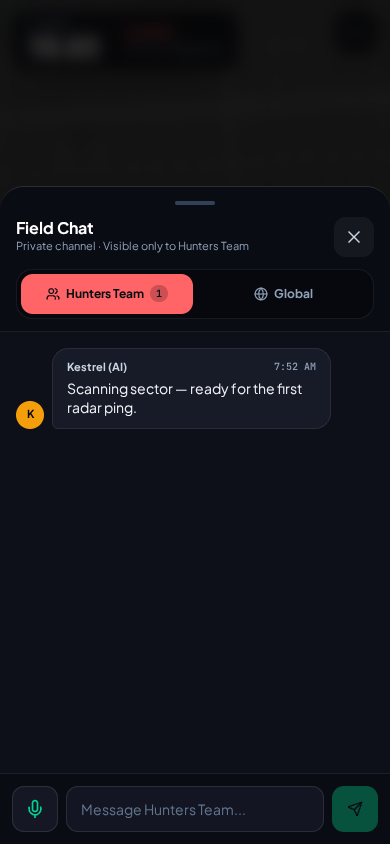 Field Chat
Private channel · Visible only to Hunters Team
Hunters Team 1
Global
Kestrel (AI) 7:52 AM
Scanning sector — ready for the first
radar ping.
K
Message Hunters Team...